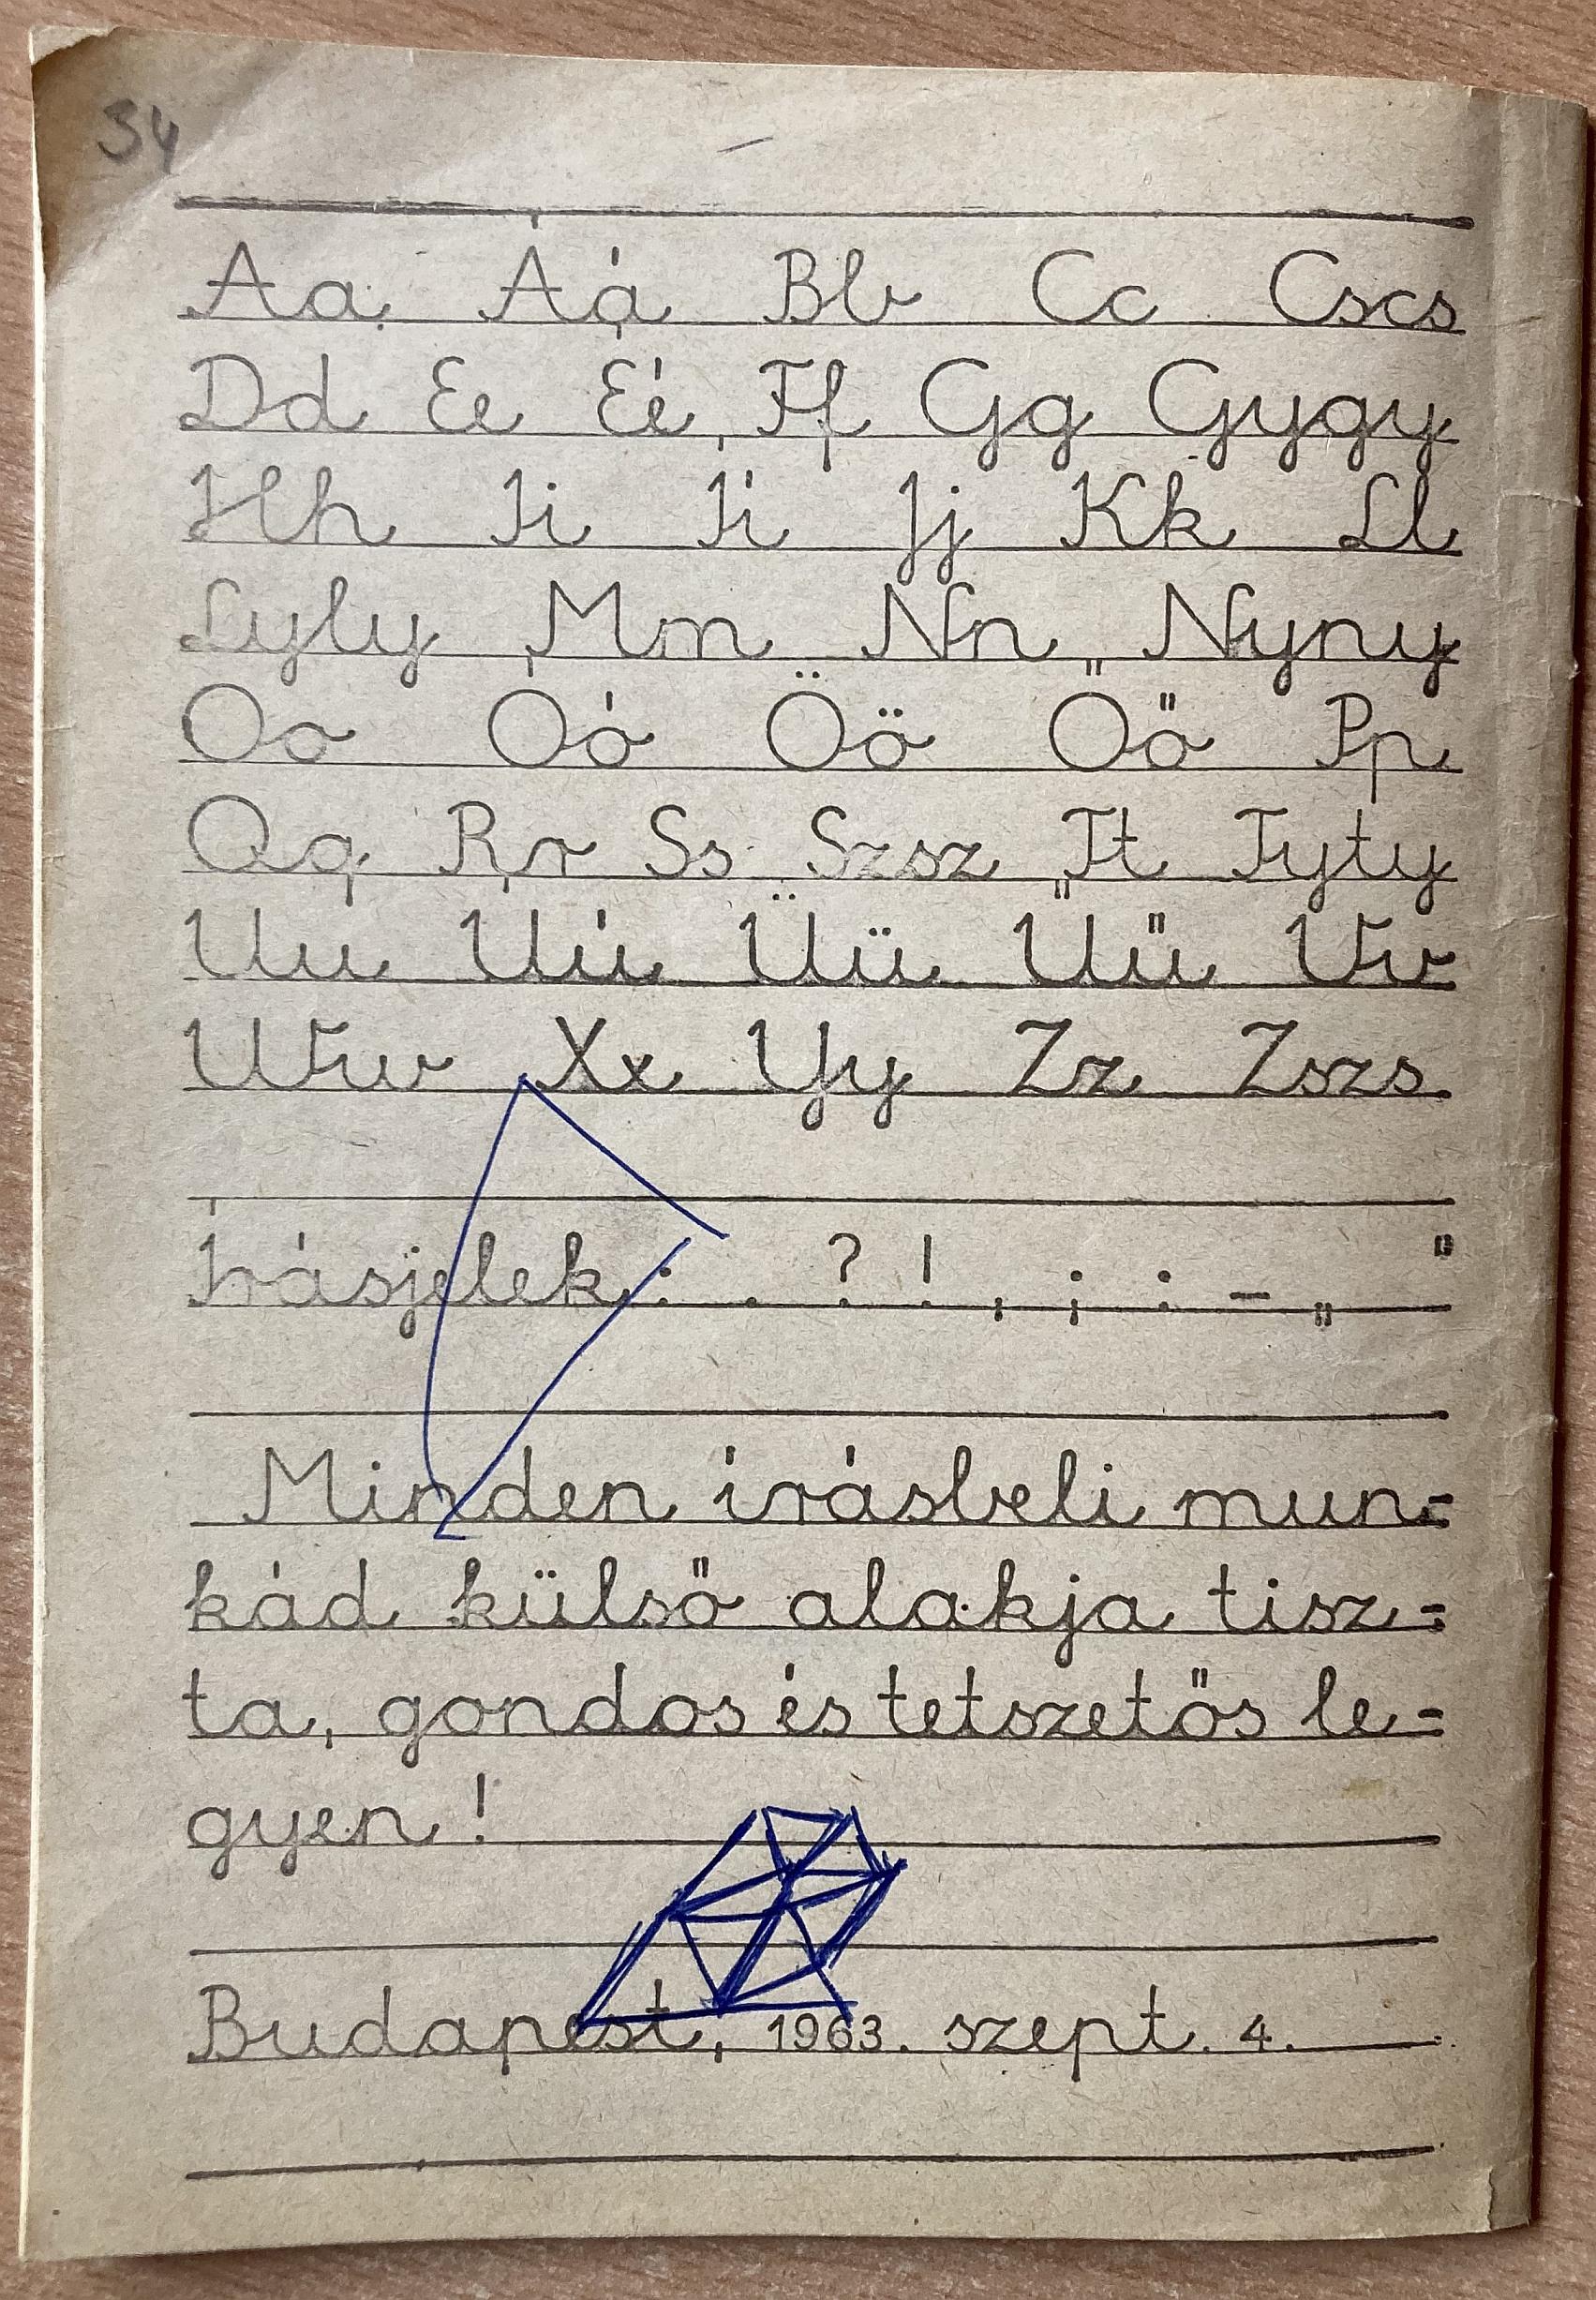 34
Aa Áá Bb Cc Cscs
Dd Ee Éé Ff Gg Gygy
Hh Ii Íí Jj Kk Ll
Lyly Mm Nn Nyny
Oo Óó Öö Őő Pp
Qq Rr Ss Szsz Tt Tyty
Uu Úú Üü Űű Vv
Ww Xx Yy Zz Zszs
Írásjelek: . ? ! , ; : – „ "
Minden írásbeli mun=
kád külső alakja tisz=
ta, gondos és tetszetős le=
gyen!
Budapest, 1963. szept. 4.